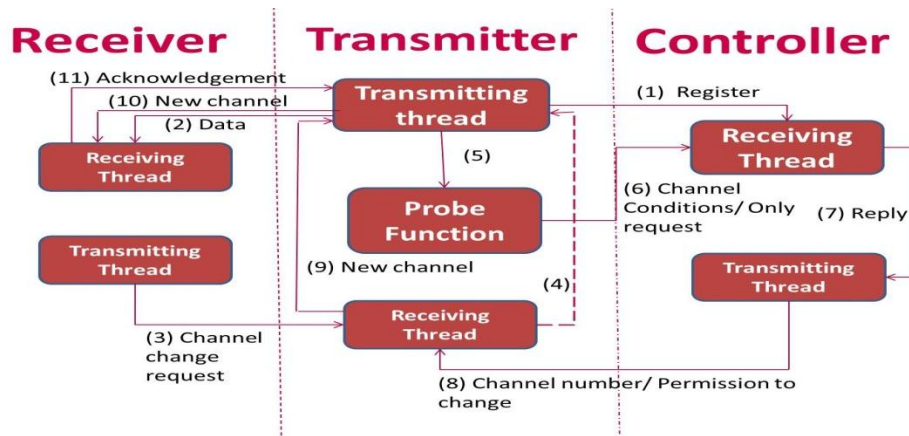 Receiver
Transmitter
Controller
(11) Acknowledgement
(10) New channel
(2) Data
Receiving
Thread
Transmitting
Thread
(3) Channel
change
request
Transmitting
thread
(5)
Probe
Function
(9) New channel
(4)
Receiving
Thread
(1) Register
Receiving
Thread
(6) Channel
Conditions/ Only
request
(7) Reply
Transmitting
Thread
(8) Channel number/ Permission to
change